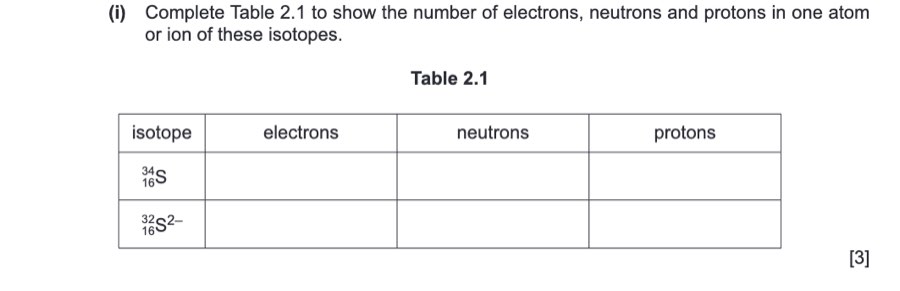 (i) Complete Table 2.1 to show the number of electrons, neutrons and protons in one atom
or ion of these isotopes.
Table 2.1
isotope electrons neutrons protons
³⁴₁₆S
³²₁₆S²⁻
[3]